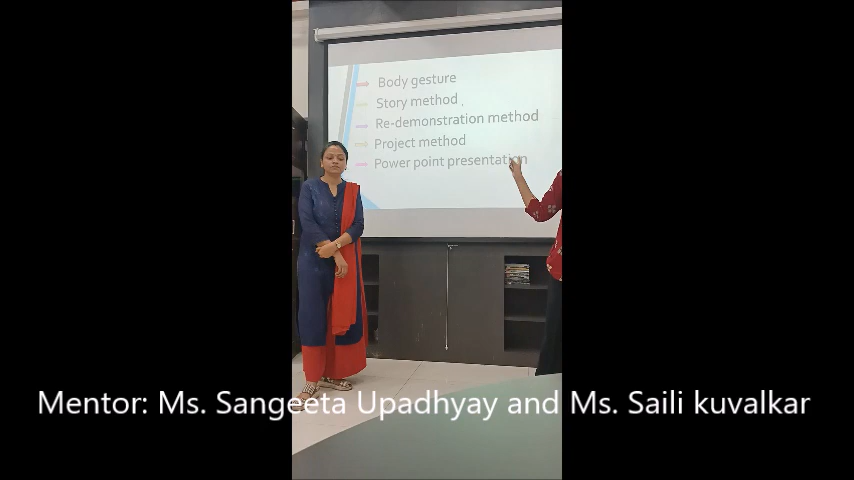 Body gesture
Story method
Re-demonstration method
Project method
Power point presentation
Mentor: Ms. Sangeeta Upadhyay and Ms. Saili kuvalkar